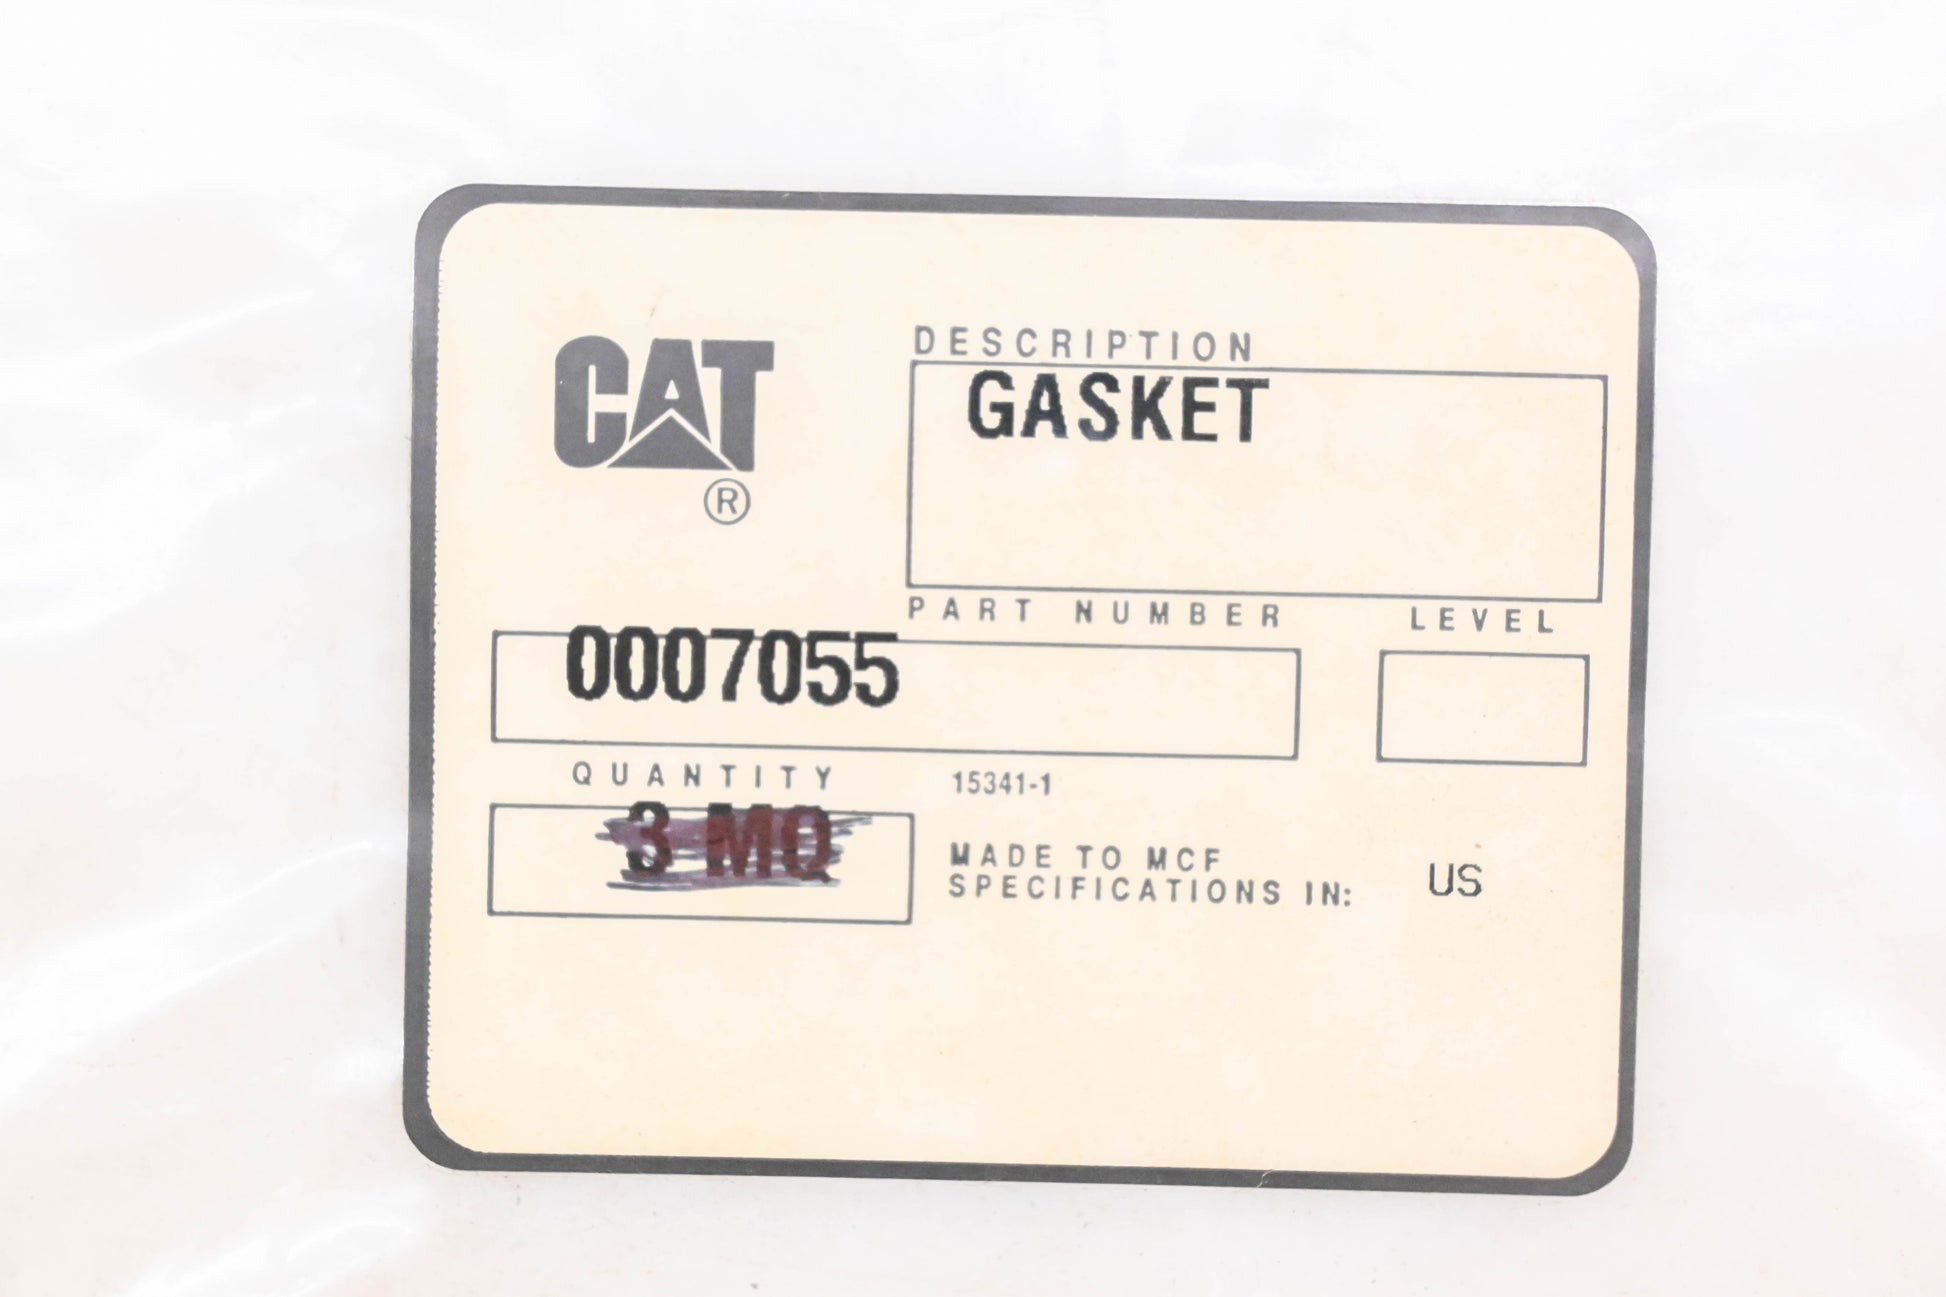 CAT
®
DESCRIPTION
GASKET
PART NUMBER
LEVEL
0007055
QUANTITY
15341-1
3 MQ
MADE TO MCF
SPECIFICATIONS IN:
US